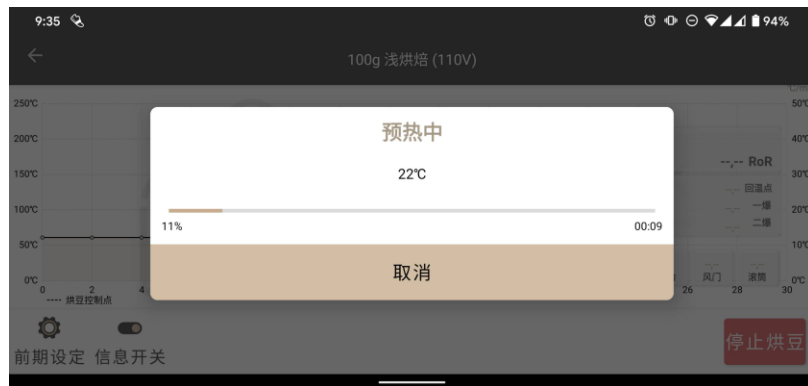 9:35
94%
100g 浅烘焙 (110V)
℃/m
250℃
50℃
预热中
200℃
40℃
22℃
--.-- RoR
150℃
30℃
回温点
一爆
100℃
20℃
二爆
11%
00:09
50℃
10℃
取消
风门
滚筒
0℃
0℃
0
2
4
26
28
30
---- 烘豆控制点
前期设定
信息开关
停止烘豆